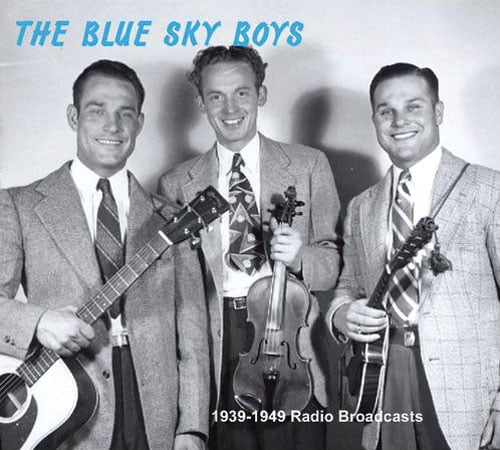 THE BLUE SKY BOYS
1939-1949 Radio Broadcasts